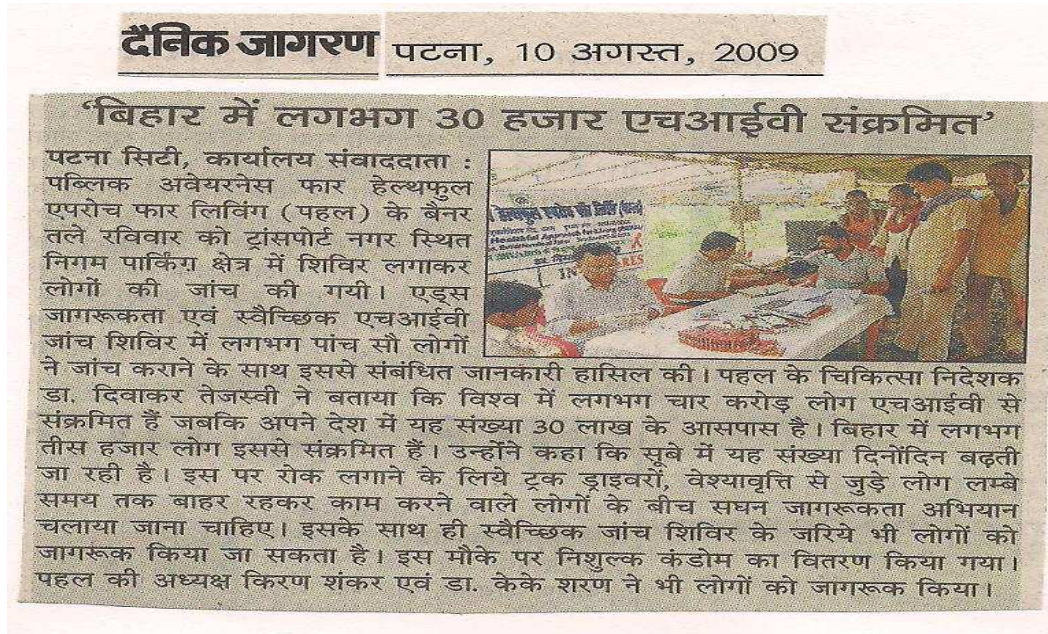 दैनिक जागरण पटना, 10 अगस्त, 2009
‘बिहार में लगभग 30 हजार एचआईवी संक्रमित’
पटना सिटी, कार्यालय संवाददाता :
पब्लिक अवेयरनेस फार हेल्थफुल
एपरोच फार लिविंग (पहल) के बैनर
तले रविवार को ट्रांसपोर्ट नगर स्थित
निगम पार्किंग क्षेत्र में शिविर लगाकर
लोगों की जांच की गयी। एड्स
जागरूकता एवं स्वैच्छिक एचआईवी
जांच शिविर में लगभग पांच सौ लोगों
ने जांच कराने के साथ इससे संबंधित जानकारी हासिल की। पहल के चिकित्सा निदेशक
डा. दिवाकर तेजस्वी ने बताया कि विश्व में लगभग चार करोड़ लोग एचआईवी से
संक्रमित हैं जबकि अपने देश में यह संख्या 30 लाख के आसपास है। बिहार में लगभग
तीस हजार लोग इससे संक्रमित हैं। उन्होंने कहा कि सूबे में यह संख्या दिनोंदिन बढ़ती
जा रही है। इस पर रोक लगाने के लिये ट्रक ड्राइवरों, वेश्यावृत्ति से जुड़े लोग लम्बे
समय तक बाहर रहकर काम करने वाले लोगों के बीच सघन जागरूकता अभियान
चलाया जाना चाहिए। इसके साथ ही स्वैच्छिक जांच शिविर के जरिये भी लोगों को
जागरूक किया जा सकता है। इस मौके पर निशुल्क कंडोम का वितरण किया गया।
पहल की अध्यक्ष किरण शंकर एवं डा. केके शरण ने भी लोगों को जागरूक किया।